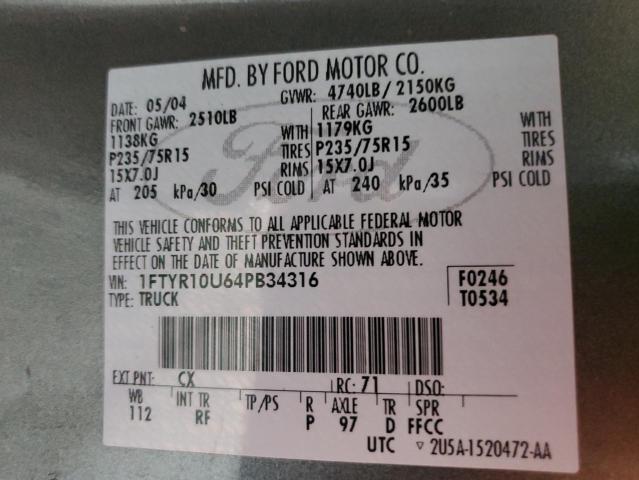 MFD. BY FORD MOTOR CO.
DATE: 05/04 GVWR: 4740LB/ 2150KG
FRONT GAWR: 2510LB REAR GAWR: 2600LB
1138KG WITH 1179KG WITH
P235/75R15 TIRES P235/75R15 TIRES
15X7.0J RIMS 15X7.0J RIMS
AT 205 kPa/30 PSI COLD AT 240 kPa/35 PSI COLD
Ford
THIS VEHICLE CONFORMS TO ALL APPLICABLE FEDERAL MOTOR
VEHICLE SAFETY AND THEFT PREVENTION STANDARDS IN
EFFECT ON THE DATE OF MANUFACTURE SHOWN ABOVE.
VIN: 1FTYR10U64PB34316 F0246
TYPE: TRUCK T0534
EXT PNT: CX RC: 71 DSO:
WB INT TR TP/PS R AXLE TR SPR
112 RF P 97 D FFCC
UTC ▽ 2U5A-1520472-AA